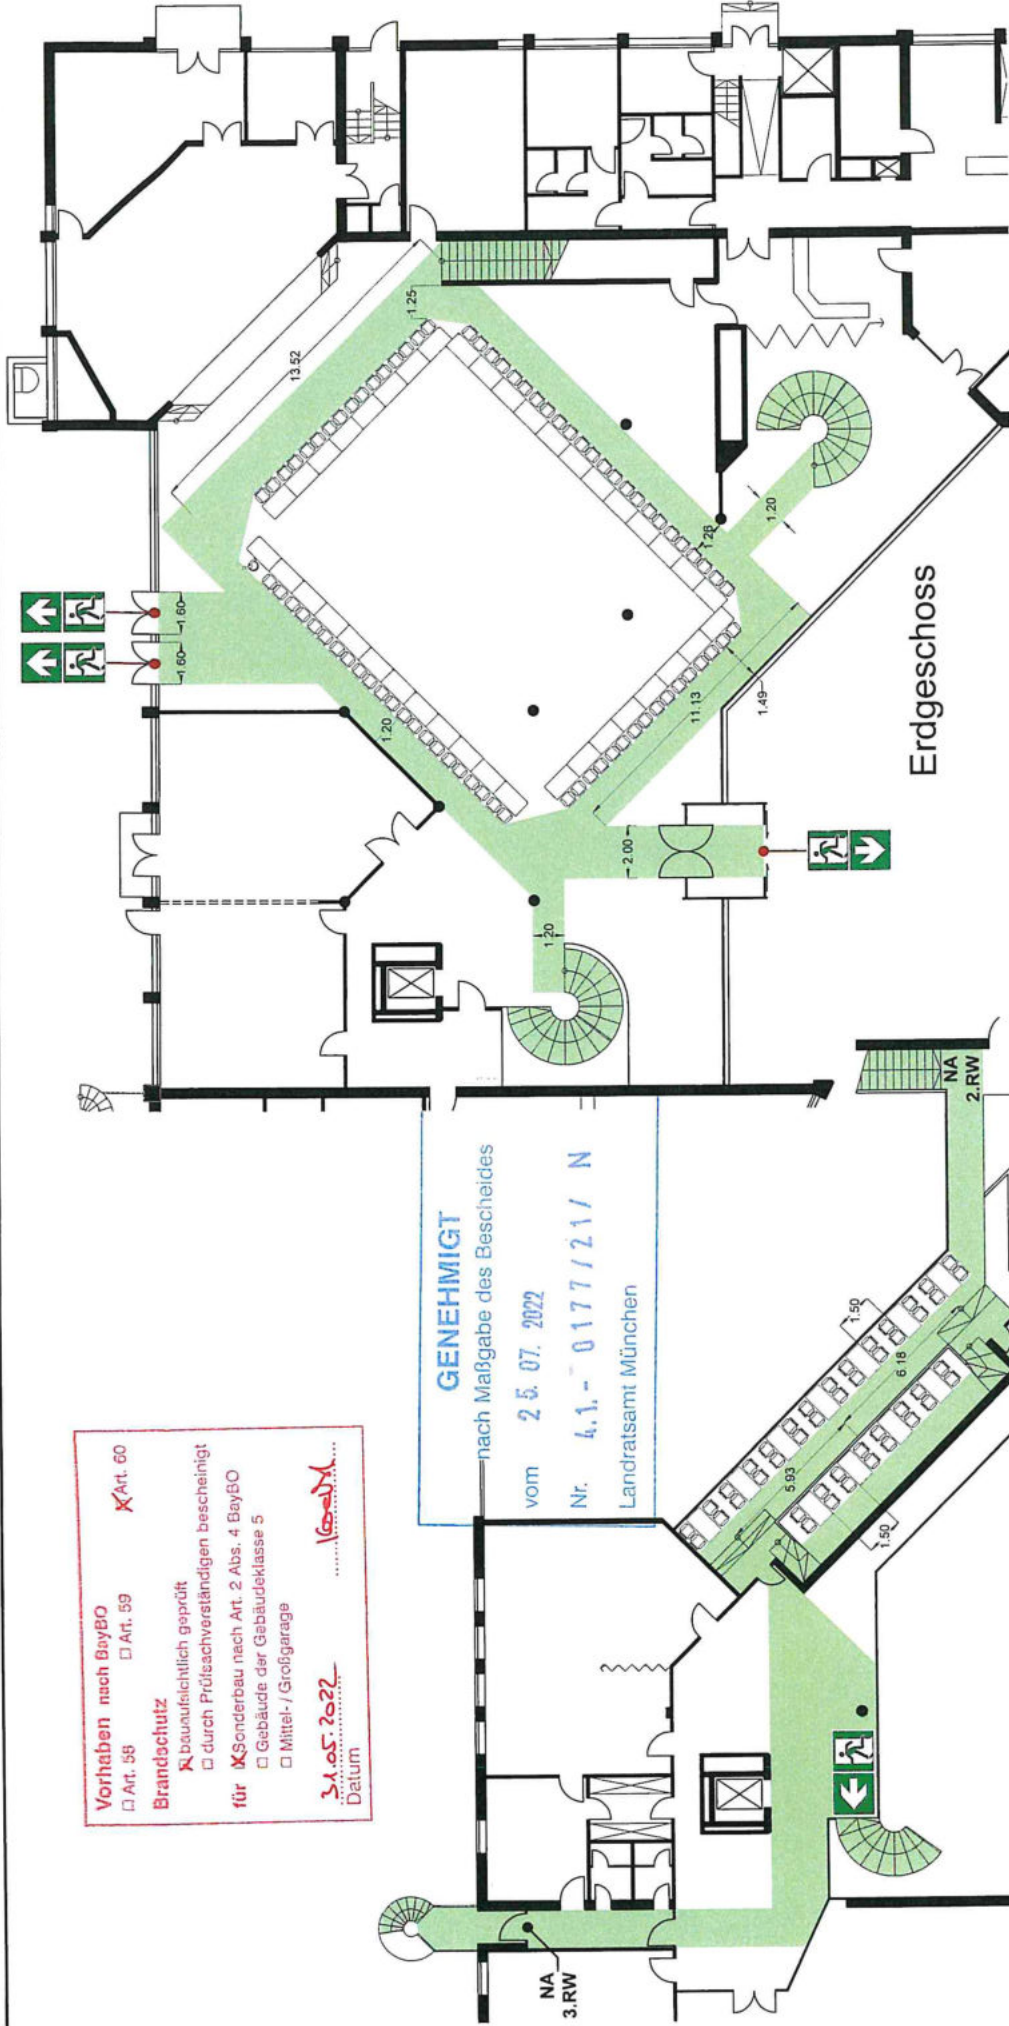 Vorhaben nach BayBO
☐ Art. 58 ☐ Art. 59 ☒ Art. 60
Brandschutz
☒ bauaufsichtlich geprüft
☐ durch Prüfsachverständigen bescheinigt
für ☒ Sonderbau nach Art. 2 Abs. 4 BayBO
☐ Gebäude der Gebäudeklasse 5
☐ Mittel- / Großgarage
31.05.2022
Datum
GENEHMIGT
nach Maßgabe des Bescheides
vom 25. 07. 2022
Nr. 4.1.- 0177/21/ N
Landratsamt München
NA
3.RW
NA
2.RW
1.50
6.18
5.93
1.50
1.60
1.60
13.52
1.25
1.20
1.26
1.20
11.13
1.49
2.00
1.20
Erdgeschoss